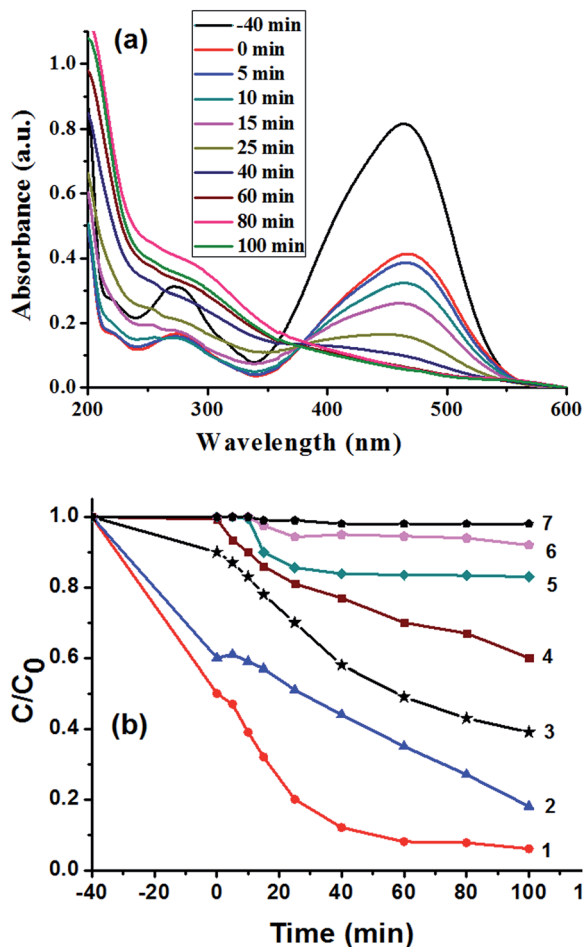 (a)
-40 min
0 min
5 min
10 min
15 min
25 min
40 min
60 min
80 min
100 min
Absorbance (a.u.)
1.0
0.8
0.6
0.4
0.2
0.0
200 300 400 500 600
Wavelength (nm)
(b)
C/C0
1.0
0.8
0.6
0.4
0.2
0.0
7
6
5
4
3
2
1
-40 -20 0 20 40 60 80 100 1
Time (min)